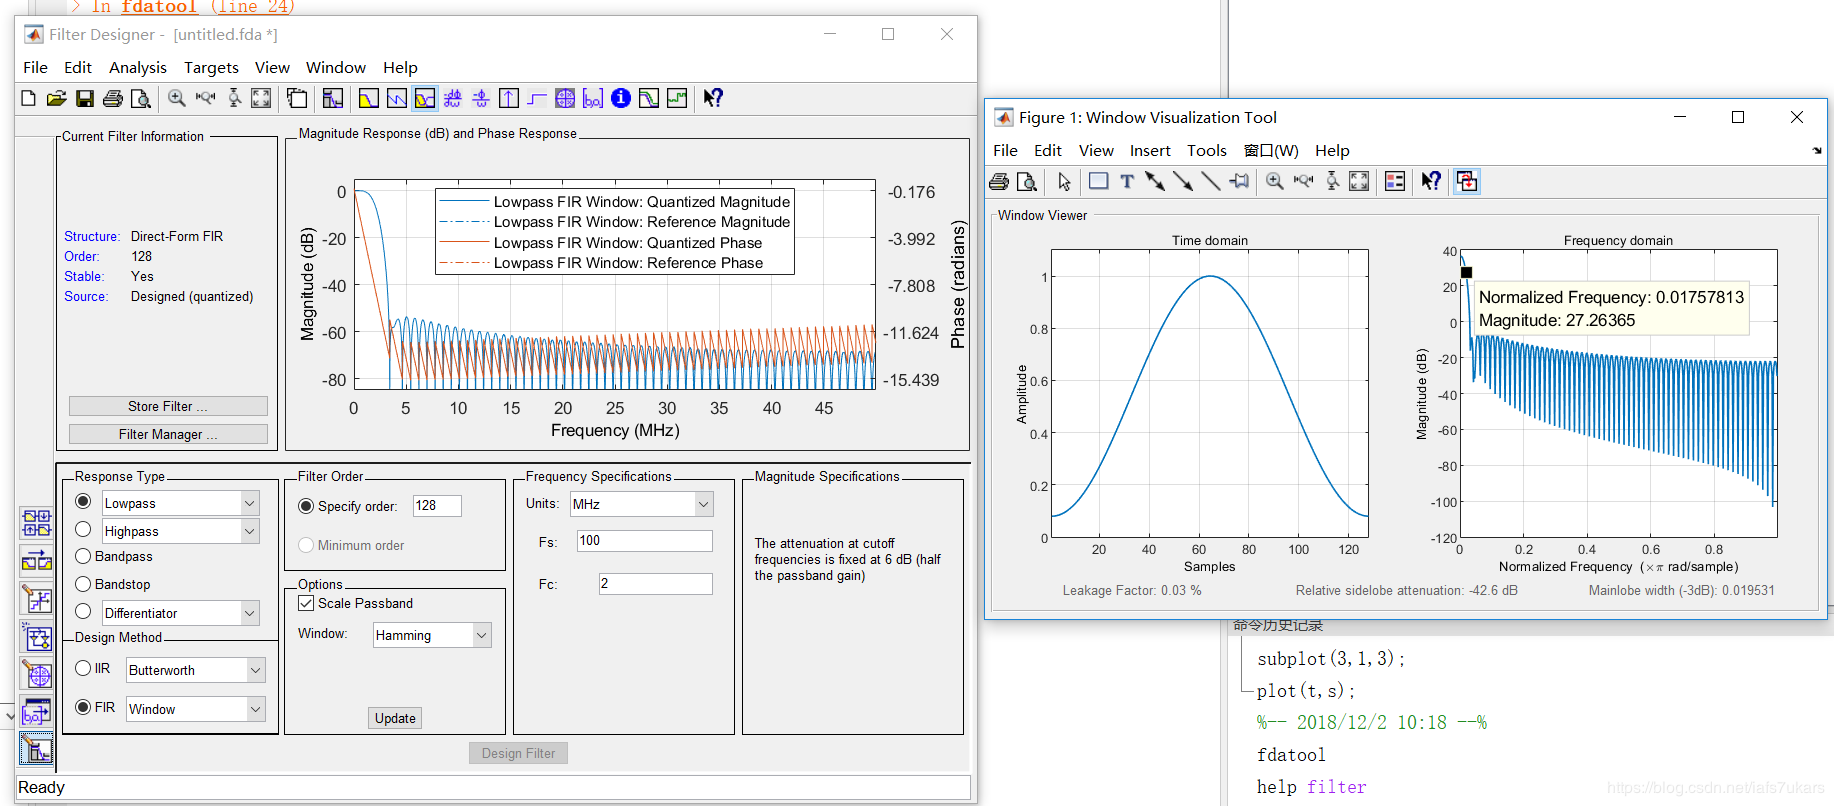 > In fdatool (line 24)
Filter Designer - [untitled.fda *]
File Edit Analysis Targets View Window Help
Current Filter Information
Structure: Direct-Form FIR
Order: 128
Stable: Yes
Source: Designed (quantized)
Store Filter ...
Filter Manager ...
Magnitude Response (dB) and Phase Response
Lowpass FIR Window: Quantized Magnitude
Lowpass FIR Window: Reference Magnitude
Lowpass FIR Window: Quantized Phase
Lowpass FIR Window: Reference Phase
Magnitude (dB)
0
-20
-40
-60
-80
-0.176
-3.992
-7.808
-11.624
-15.439
Phase (radians)
0 5 10 15 20 25 30 35 40 45
Frequency (MHz)
Response Type
Lowpass
Highpass
Bandpass
Bandstop
Differentiator
Design Method
IIR Butterworth
FIR Window
Filter Order
Specify order: 128
Minimum order
Options
Scale Passband
Window: Hamming
Update
Frequency Specifications
Units: MHz
Fs: 100
Fc: 2
Magnitude Specifications
The attenuation at cutoff
frequencies is fixed at 6 dB (half
the passband gain)
Design Filter
Ready
Figure 1: Window Visualization Tool
File Edit View Insert Tools 窗口(W) Help
Window Viewer
Time domain
Amplitude
1
0.8
0.6
0.4
0.2
0
20 40 60 80 100 120
Samples
Frequency domain
Magnitude (dB)
40
20
0
-20
-40
-60
-80
-100
-120
Normalized Frequency: 0.01757813
Magnitude: 27.26365
0 0.2 0.4 0.6 0.8
Normalized Frequency (×π rad/sample)
Leakage Factor: 0.03 % Relative sidelobe attenuation: -42.6 dB Mainlobe width (-3dB): 0.019531
命令历史记录
subplot(3,1,3);
plot(t,s);
%-- 2018/12/2 10:18 --%
fdatool
help filter
https://blog.csdn.net/iafs7ukars